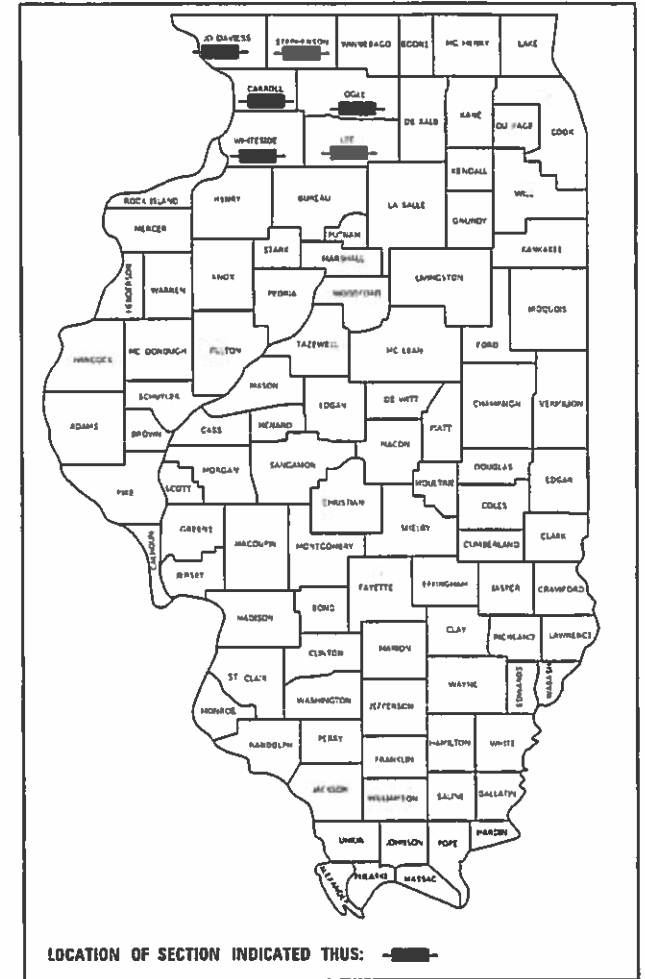 JO DAVIESS STEPHENSON WINNEBAGO BOONE MC HENRY LAKE
CARROLL OGLE DE KALB KANE DU PAGE COOK
WHITESIDE LEE KENDALL WILL
ROCK ISLAND HENRY BUREAU LA SALLE GRUNDY
MERCER STARK PUTNAM KANKAKEE
HENDERSON WARREN KNOX PEORIA MARSHALL LIVINGSTON
WOODFORD IROQUOIS
HANCOCK MC DONOUGH FULTON TAZEWELL MC LEAN FORD
SCHUYLER MASON LOGAN DE WITT CHAMPAIGN VERMILION
ADAMS BROWN CASS MENARD MACON PIATT
PIKE SCOTT MORGAN SANGAMON MOULTRIE DOUGLAS EDGAR
CHRISTIAN COLES
CALHOUN GREENE MACOUPIN MONTGOMERY SHELBY CUMBERLAND CLARK
JERSEY FAYETTE EFFINGHAM JASPER CRAWFORD
MADISON BOND CLAY RICHLAND LAWRENCE
CLINTON MARION
ST CLAIR WASHINGTON JEFFERSON WAYNE EDWARDS WABASH
MONROE
RANDOLPH PERRY FRANKLIN HAMILTON WHITE
JACKSON WILLIAMSON SALINE GALLATIN
UNION JOHNSON POPE HARDIN
ALEXANDER PULASKI MASSAC
LOCATION OF SECTION INDICATED THUS: